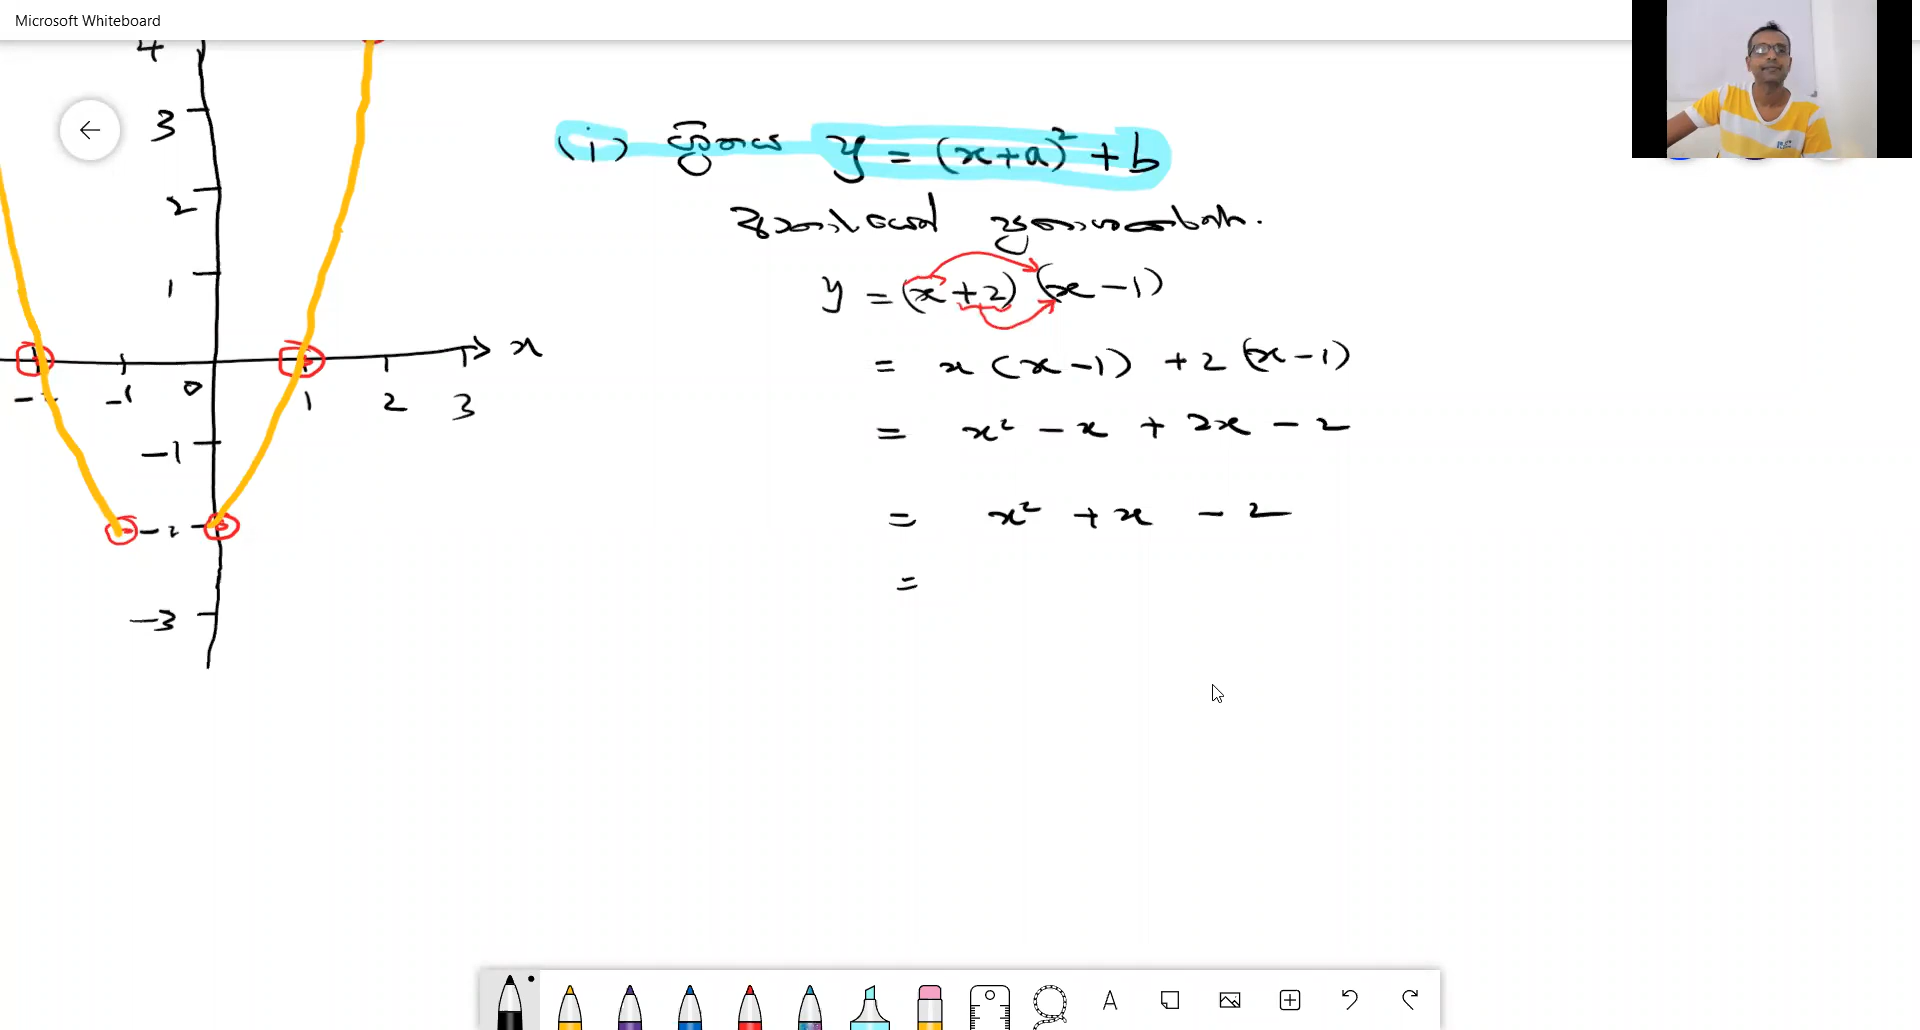 Microsoft Whiteboard
4
3
2
1
x
0
-1
1
2
3
-1
-2
-3
(i) ශ්‍රිතය y = (x+a)² + b
y = (x+2)(x-1)
= x(x-1) + 2(x-1)
= x² - x + 2x - 2
= x² + x - 2
=
A